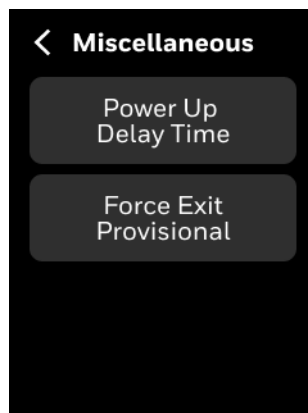 Miscellaneous
Power Up
Delay Time
Force Exit
Provisional